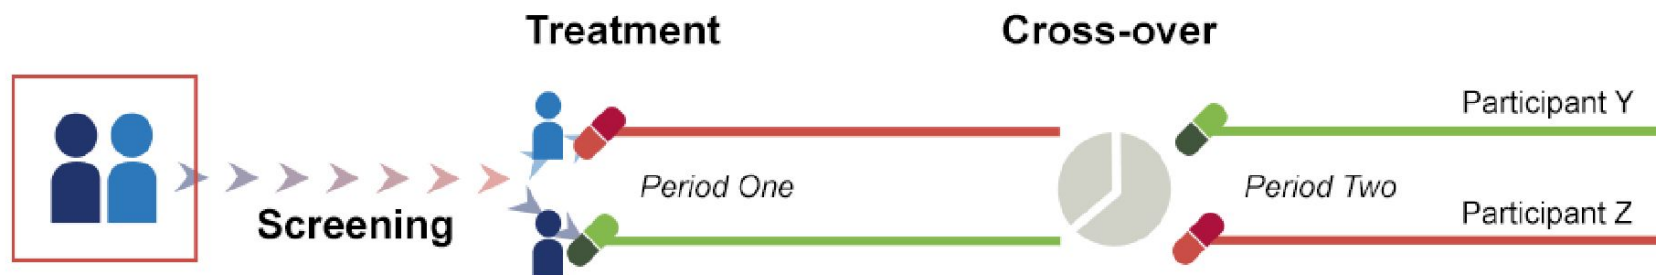 Treatment
Cross-over
Participant Y
Period One
Period Two
Screening
Participant Z